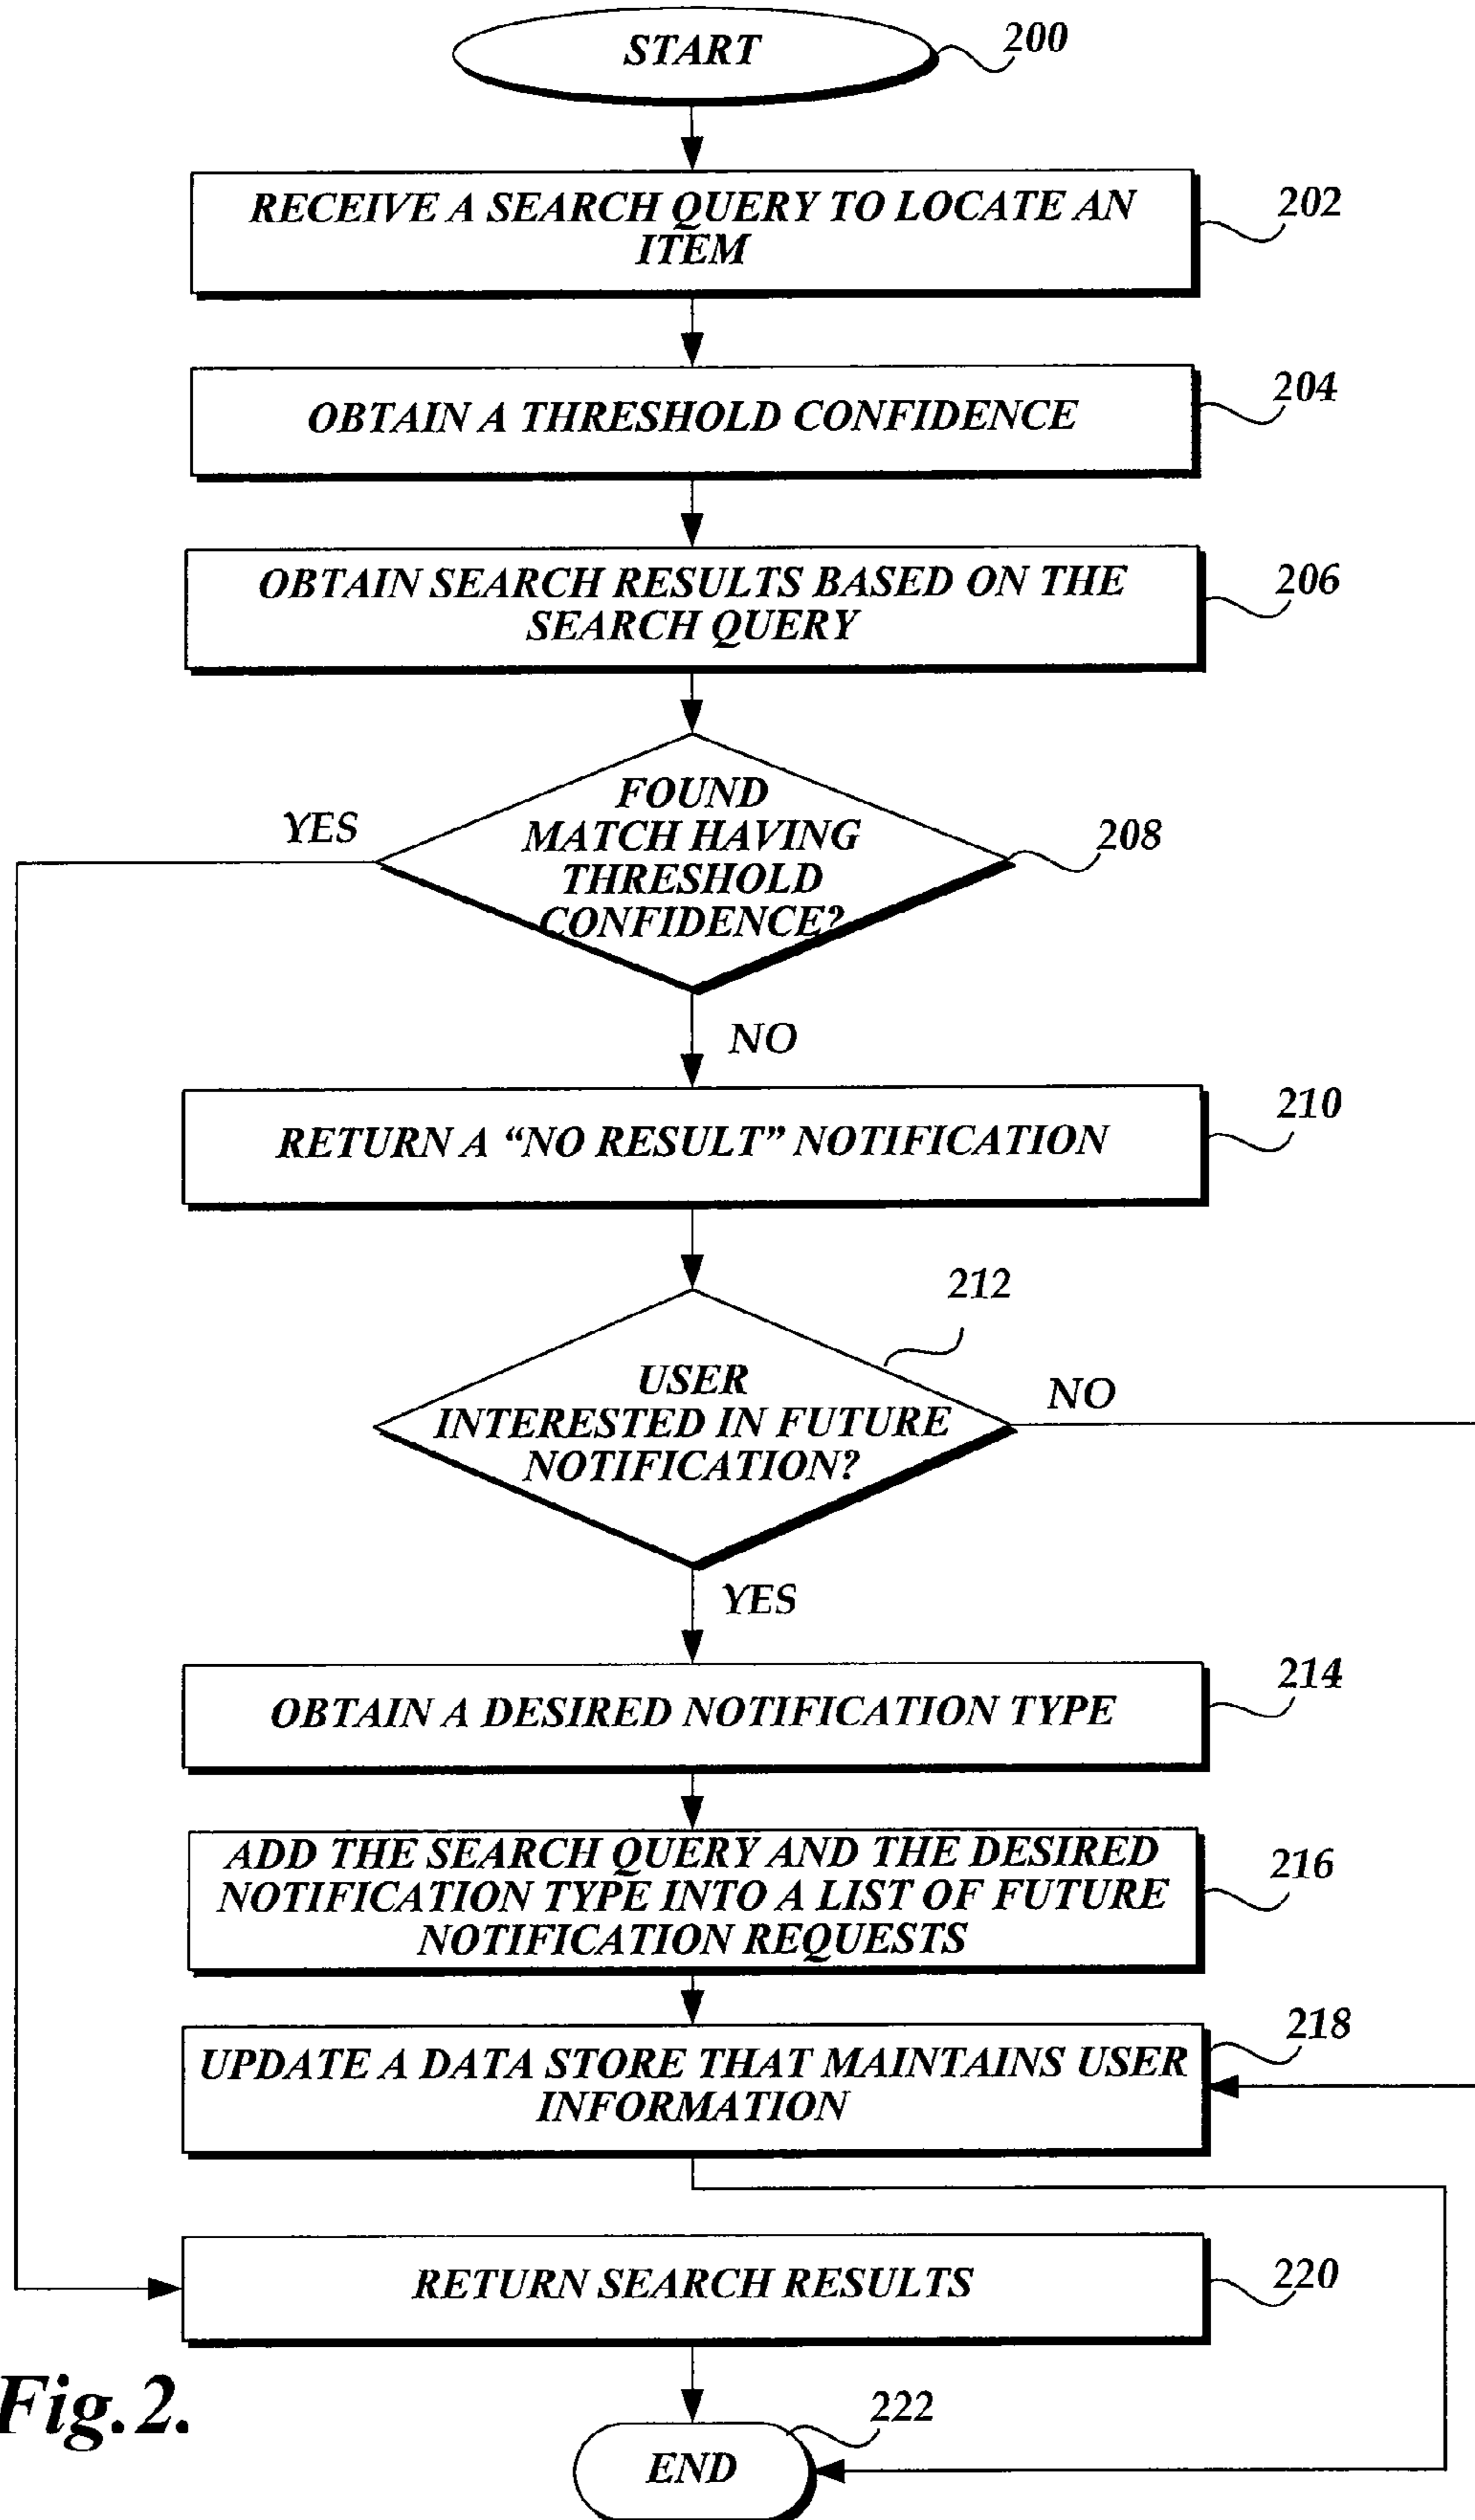 START
200
RECEIVE A SEARCH QUERY TO LOCATE AN
ITEM
202
OBTAIN A THRESHOLD CONFIDENCE
204
OBTAIN SEARCH RESULTS BASED ON THE
SEARCH QUERY
206
FOUND
MATCH HAVING
THRESHOLD
CONFIDENCE?
YES
208
NO
RETURN A “NO RESULT” NOTIFICATION
210
212
USER
INTERESTED IN FUTURE
NOTIFICATION?
NO
YES
OBTAIN A DESIRED NOTIFICATION TYPE
214
ADD THE SEARCH QUERY AND THE DESIRED
NOTIFICATION TYPE INTO A LIST OF FUTURE
NOTIFICATION REQUESTS
216
UPDATE A DATA STORE THAT MAINTAINS USER
INFORMATION
218
RETURN SEARCH RESULTS
220
END
222
Fig.2.